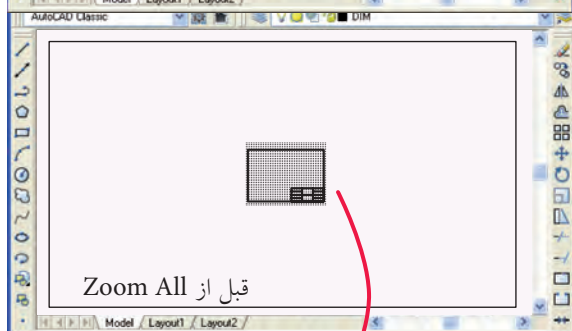 Model Layout1 Layout2
AutoCAD Classic DIM
قبل از Zoom All
Model Layout1 Layout2